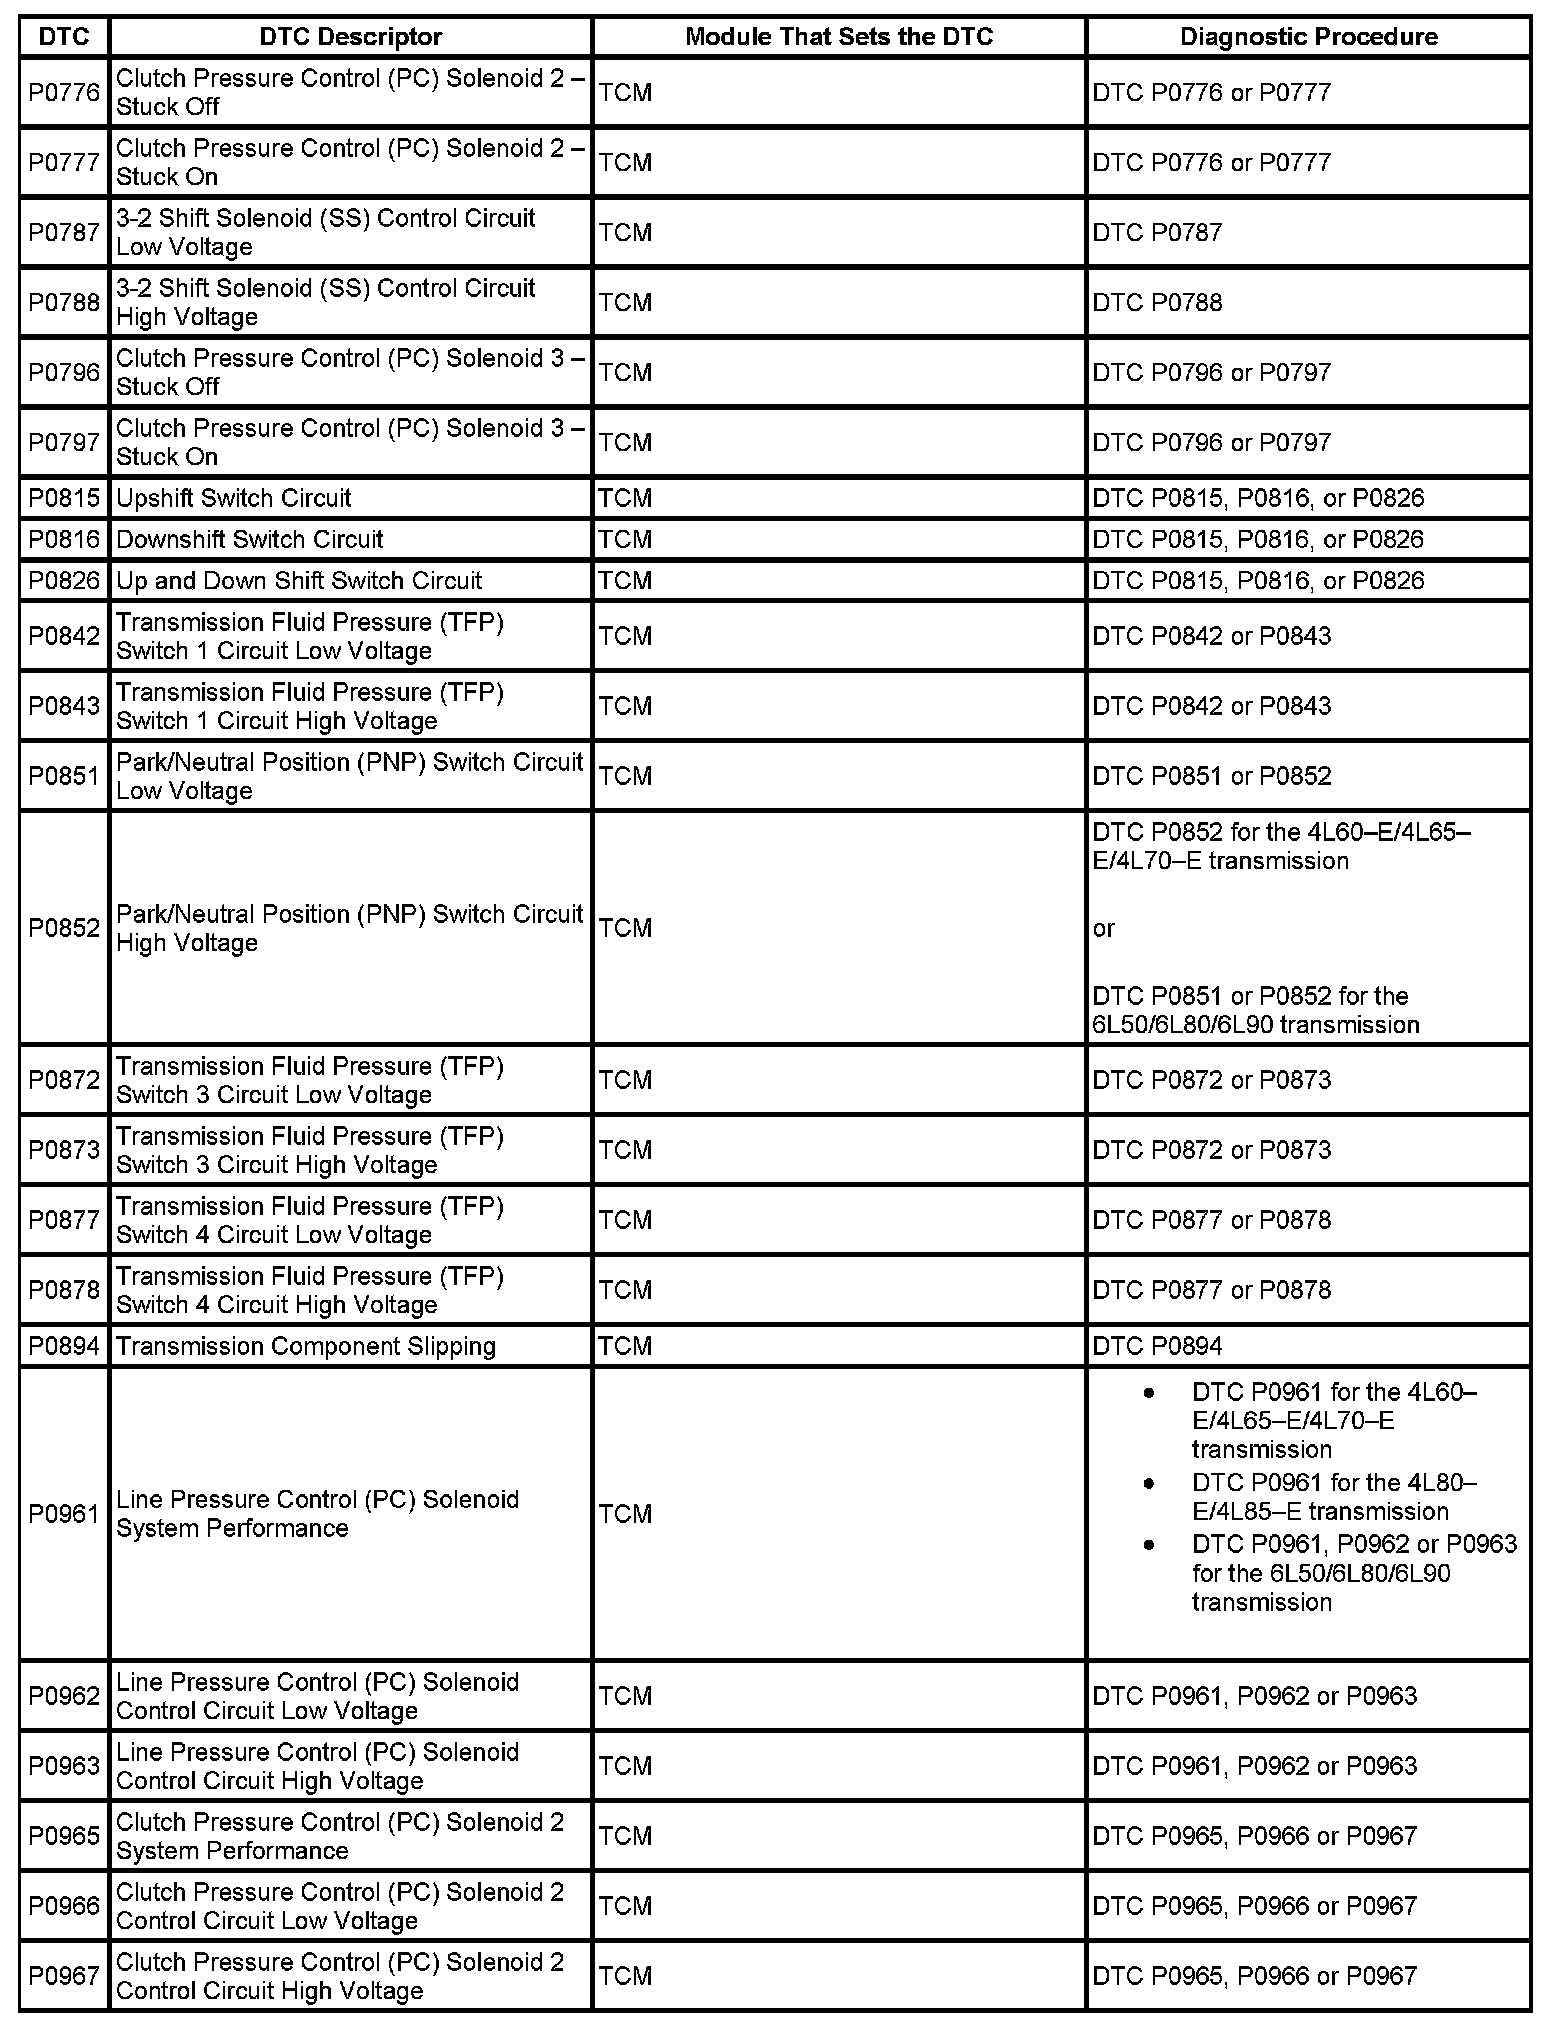 DTC
DTC Descriptor
Module That Sets the DTC
Diagnostic Procedure
P0776
Clutch Pressure Control (PC) Solenoid 2 –
Stuck Off
TCM
DTC P0776 or P0777
P0777
Clutch Pressure Control (PC) Solenoid 2 –
Stuck On
TCM
DTC P0776 or P0777
P0787
3-2 Shift Solenoid (SS) Control Circuit
Low Voltage
TCM
DTC P0787
P0788
3-2 Shift Solenoid (SS) Control Circuit
High Voltage
TCM
DTC P0788
P0796
Clutch Pressure Control (PC) Solenoid 3 –
Stuck Off
TCM
DTC P0796 or P0797
P0797
Clutch Pressure Control (PC) Solenoid 3 –
Stuck On
TCM
DTC P0796 or P0797
P0815
Upshift Switch Circuit
TCM
DTC P0815, P0816, or P0826
P0816
Downshift Switch Circuit
TCM
DTC P0815, P0816, or P0826
P0826
Up and Down Shift Switch Circuit
TCM
DTC P0815, P0816, or P0826
P0842
Transmission Fluid Pressure (TFP)
Switch 1 Circuit Low Voltage
TCM
DTC P0842 or P0843
P0843
Transmission Fluid Pressure (TFP)
Switch 1 Circuit High Voltage
TCM
DTC P0842 or P0843
P0851
Park/Neutral Position (PNP) Switch Circuit
Low Voltage
TCM
DTC P0851 or P0852
P0852
Park/Neutral Position (PNP) Switch Circuit
High Voltage
TCM
DTC P0852 for the 4L60–E/4L65–
E/4L70–E transmission
or
DTC P0851 or P0852 for the
6L50/6L80/6L90 transmission
P0872
Transmission Fluid Pressure (TFP)
Switch 3 Circuit Low Voltage
TCM
DTC P0872 or P0873
P0873
Transmission Fluid Pressure (TFP)
Switch 3 Circuit High Voltage
TCM
DTC P0872 or P0873
P0877
Transmission Fluid Pressure (TFP)
Switch 4 Circuit Low Voltage
TCM
DTC P0877 or P0878
P0878
Transmission Fluid Pressure (TFP)
Switch 4 Circuit High Voltage
TCM
DTC P0877 or P0878
P0894
Transmission Component Slipping
TCM
DTC P0894
P0961
Line Pressure Control (PC) Solenoid
System Performance
TCM
• DTC P0961 for the 4L60–
E/4L65–E/4L70–E
transmission
• DTC P0961 for the 4L80–
E/4L85–E transmission
• DTC P0961, P0962 or P0963
for the 6L50/6L80/6L90
transmission
P0962
Line Pressure Control (PC) Solenoid
Control Circuit Low Voltage
TCM
DTC P0961, P0962 or P0963
P0963
Line Pressure Control (PC) Solenoid
Control Circuit High Voltage
TCM
DTC P0961, P0962 or P0963
P0965
Clutch Pressure Control (PC) Solenoid 2
System Performance
TCM
DTC P0965, P0966 or P0967
P0966
Clutch Pressure Control (PC) Solenoid 2
Control Circuit Low Voltage
TCM
DTC P0965, P0966 or P0967
P0967
Clutch Pressure Control (PC) Solenoid 2
Control Circuit High Voltage
TCM
DTC P0965, P0966 or P0967